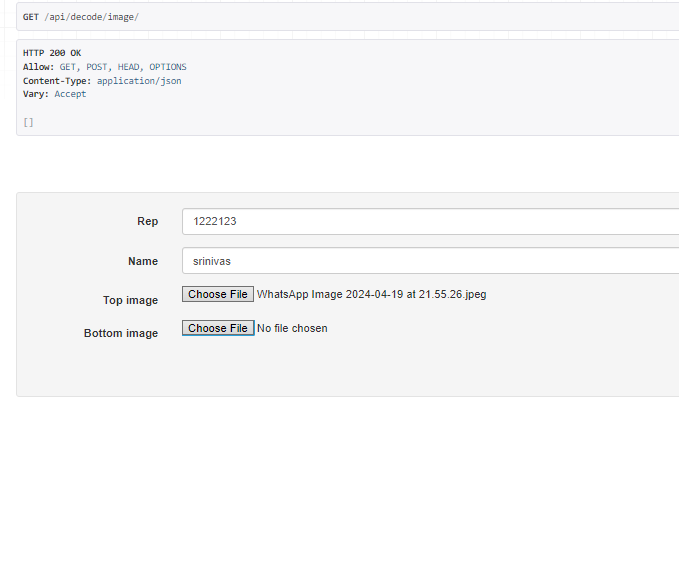 GET /api/decode/image/
HTTP 200 OK
Allow: GET, POST, HEAD, OPTIONS
Content-Type: application/json
Vary: Accept
[]
Rep 1222123
Name srinivas
Top image Choose File WhatsApp Image 2024-04-19 at 21.55.26.jpeg
Bottom image Choose File No file chosen